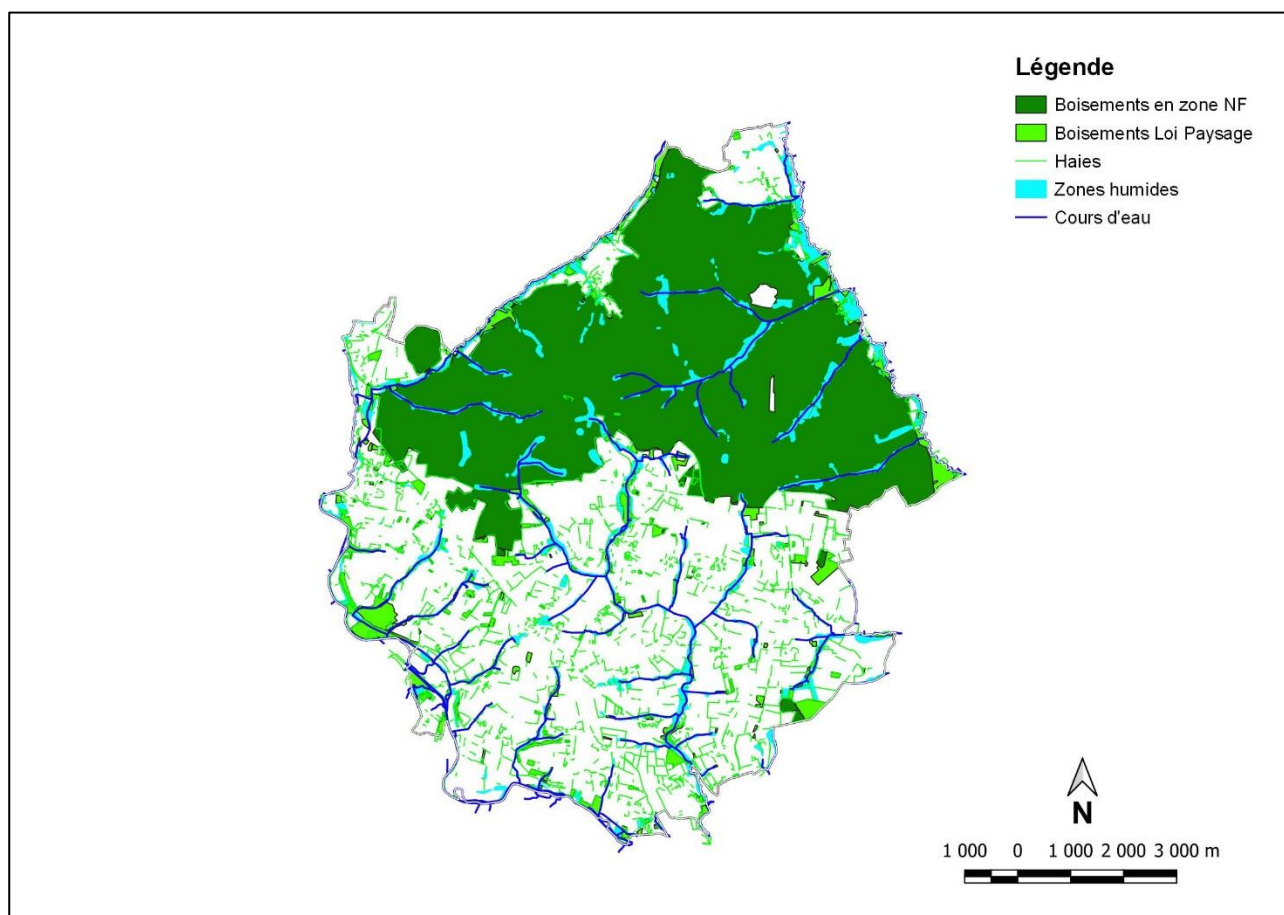 Légende
Boisements en zone NF
Boisements Loi Paysage
Haies
Zones humides
Cours d'eau
N
1 000 0 1 000 2 000 3 000 m